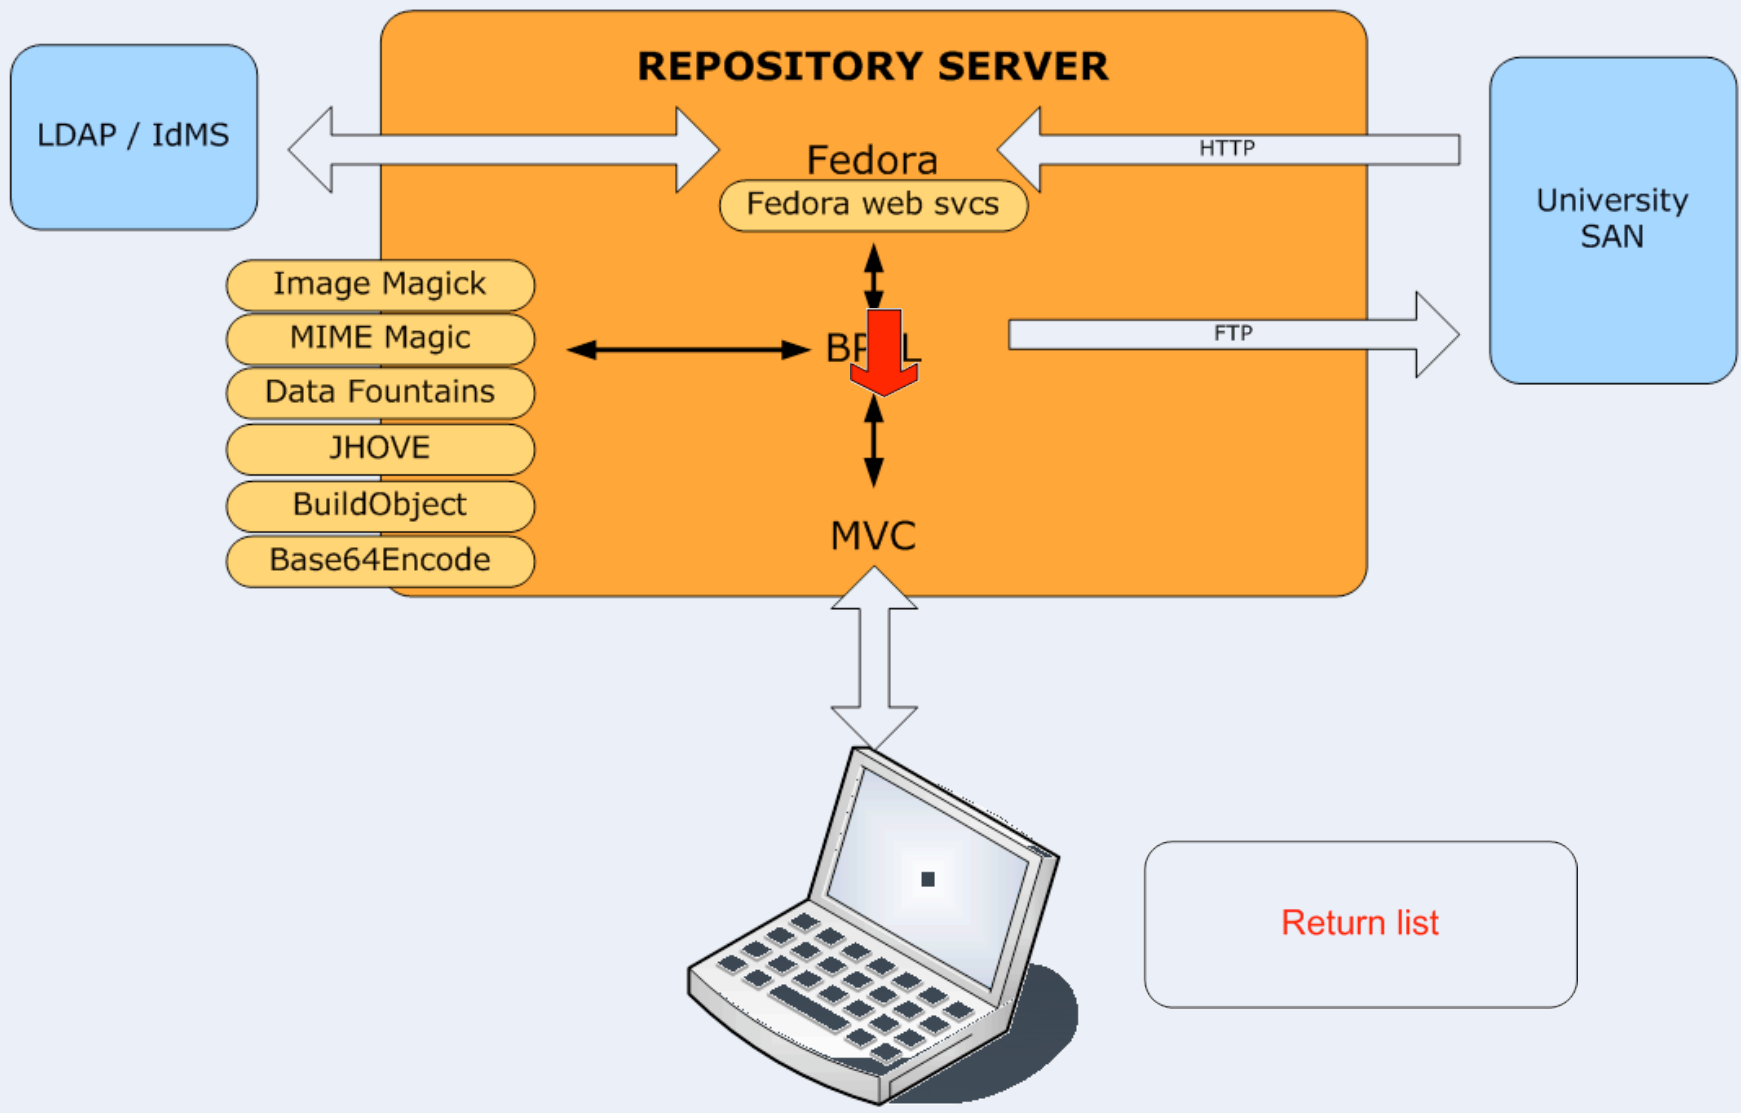 REPOSITORY SERVER
LDAP / IdMS
HTTP
Fedora
Fedora web svcs
University
SAN
Image Magick
MIME Magic
Data Fountains
JHOVE
BuildObject
Base64Encode
FTP
MVC
Return list